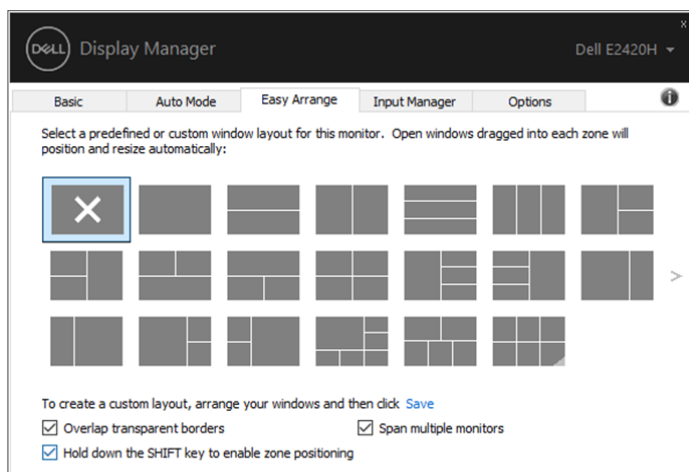 x
DELL Display Manager Dell E2420H
Basic Auto Mode Easy Arrange Input Manager Options i
Select a predefined or custom window layout for this monitor. Open windows dragged into each zone will
position and resize automatically:
>
To create a custom layout, arrange your windows and then click Save
Overlap transparent borders Span multiple monitors
Hold down the SHIFT key to enable zone positioning